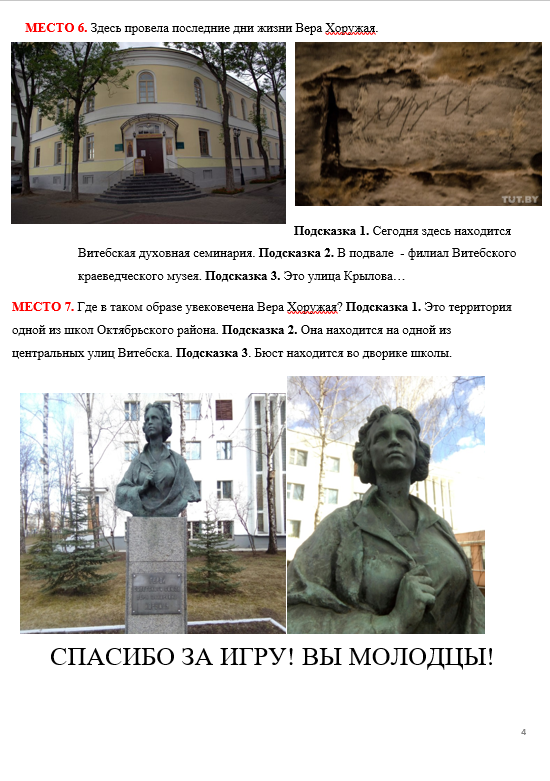 МЕСТО 6. Здесь провела последние дни жизни Вера Хоружая.
TUT.BY
Подсказка 1. Сегодня здесь находится
Витебская духовная семинария. Подсказка 2. В подвале - филиал Витебского
краеведческого музея. Подсказка 3. Это улица Крылова…
МЕСТО 7. Где в таком образе увековечена Вера Хоружая? Подсказка 1. Это территория
одной из школ Октябрьского района. Подсказка 2. Она находится на одной из
центральных улиц Витебска. Подсказка 3. Бюст находится во дворике школы.
СПАСИБО ЗА ИГРУ! ВЫ МОЛОДЦЫ!
4